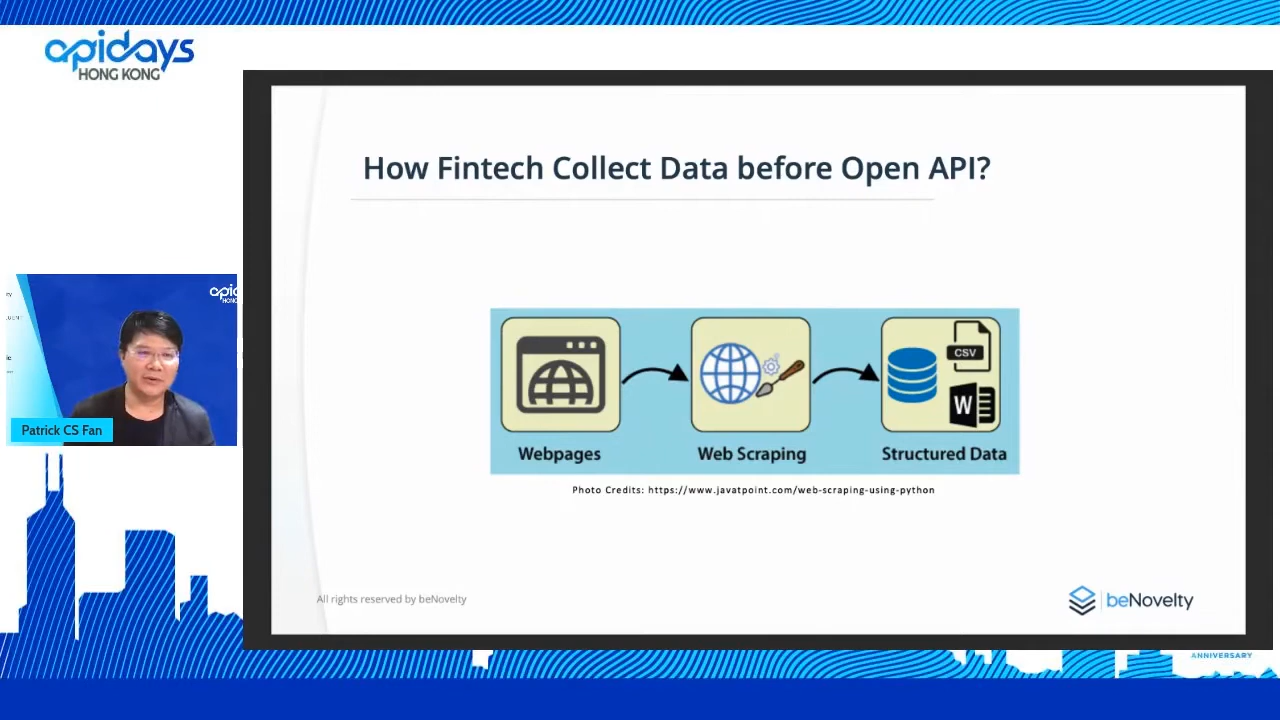 apidays
HONG KONG
How Fintech Collect Data before Open API?
CSV
W
Webpages
Web Scraping
Structured Data
Photo Credits: https://www.javatpoint.com/web-scraping-using-python
All rights reserved by beNovelty
beNovelty
Patrick CS Fan
ANNIVERSARY